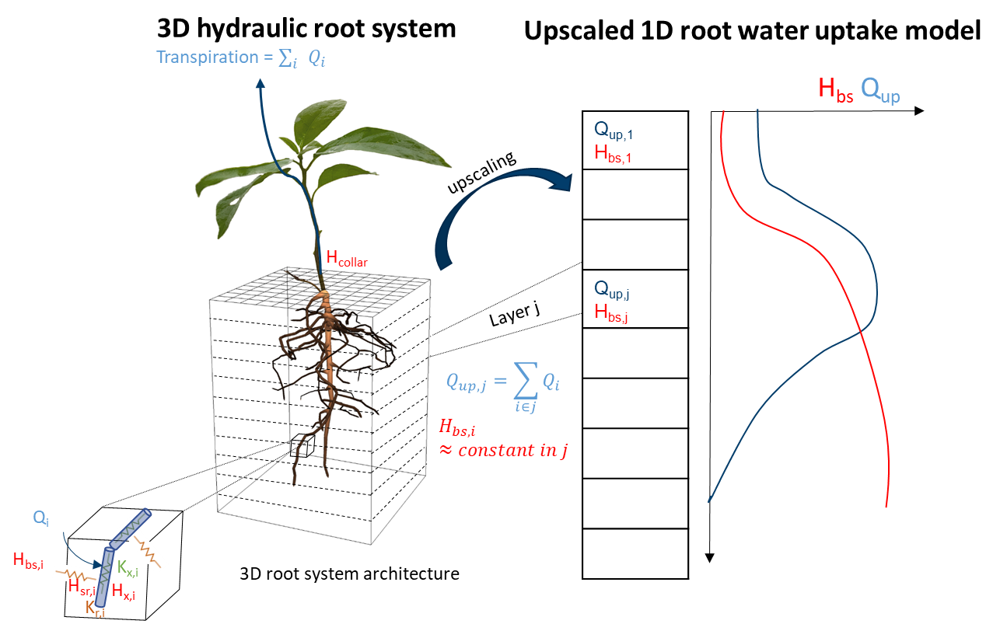 3D hydraulic root system
Transpiration = ∑i Qi
Upscaled 1D root water uptake model
Hbs Qup
upscaling
Qup,1
Hbs,1
Hcollar
Layer j
Qup,j
Hbs,j
Qup,j = ∑i∈j Qi
Hbs,i
≈ constant in j
Qi
Hbs,i
Kx,i
Hsr,i Hx,i
Kr,i
3D root system architecture